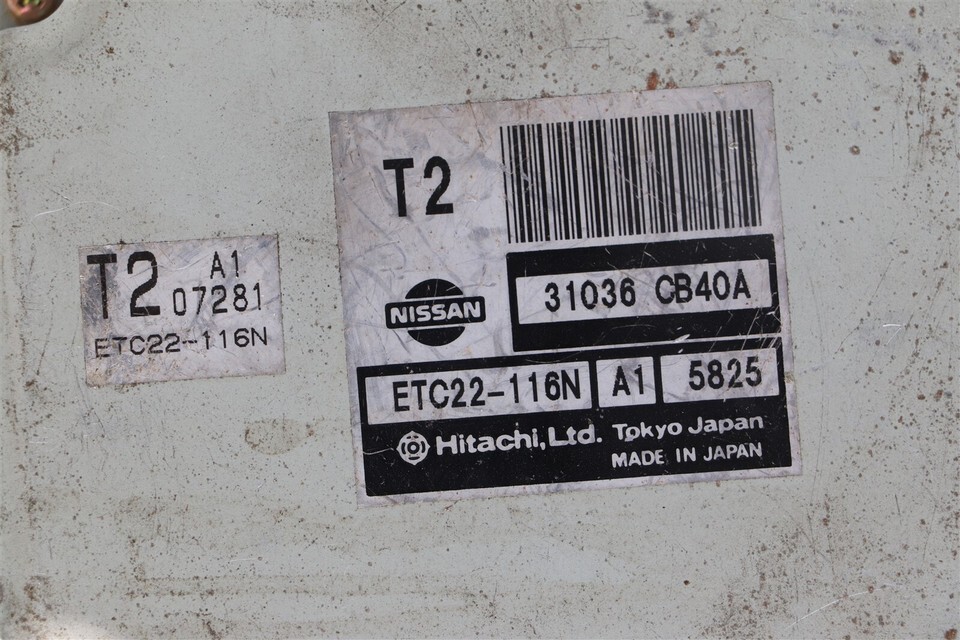 T2 A1
07281
ETC22-116N
T2
NISSAN
31036 CB40A
ETC22-116N A1 5825
Hitachi, Ltd. Tokyo Japan
MADE IN JAPAN